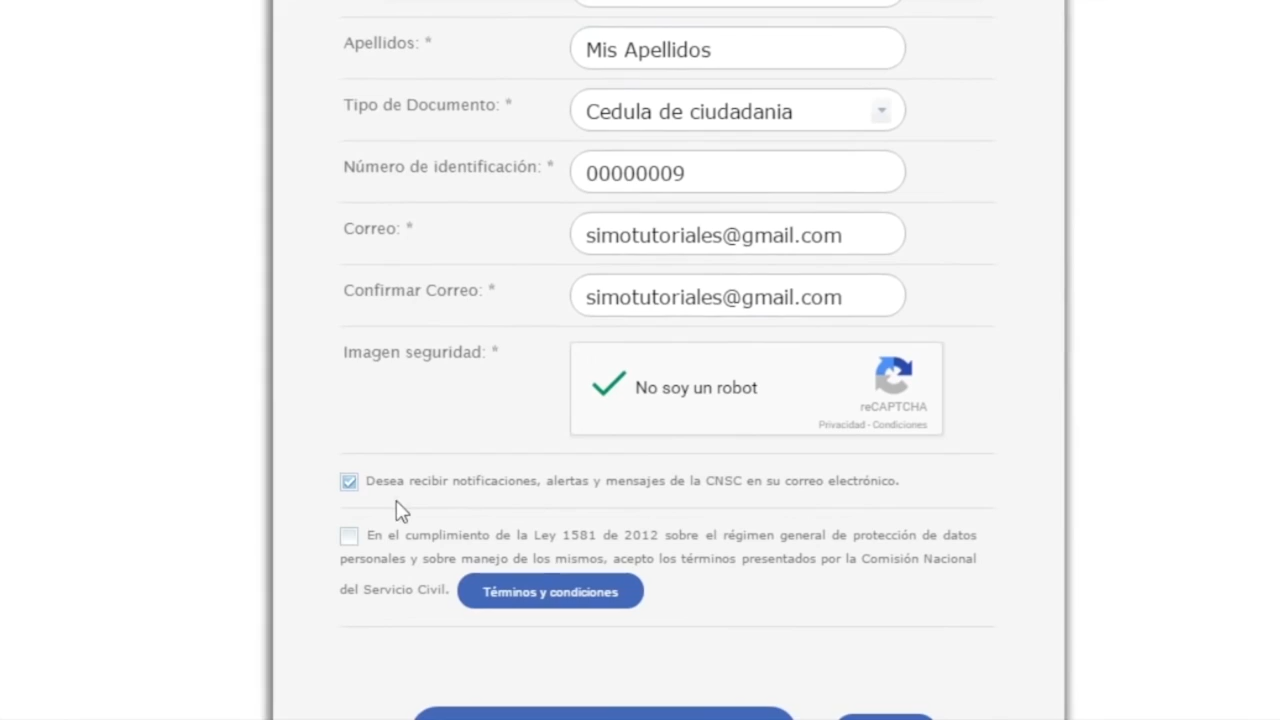 Apellidos: *
Mis Apellidos
Tipo de Documento: *
Cedula de ciudadania
Número de identificación: *
00000009
Correo: *
simotutoriales@gmail.com
Confirmar Correo: *
simotutoriales@gmail.com
Imagen seguridad: *
No soy un robot
reCAPTCHA
Privacidad - Condiciones
Desea recibir notificaciones, alertas y mensajes de la CNSC en su correo electrónico.
En el cumplimiento de la Ley 1581 de 2012 sobre el régimen general de protección de datos
personales y sobre manejo de los mismos, acepto los términos presentados por la Comisión Nacional
del Servicio Civil. Términos y condiciones